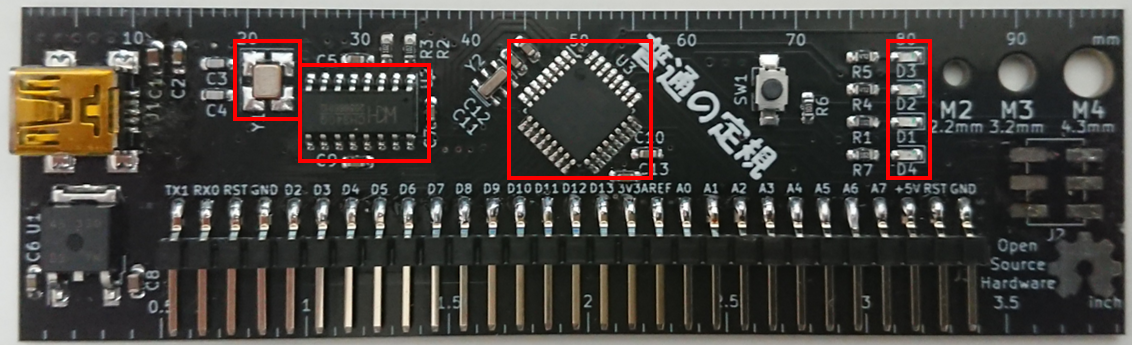 10 20 30 40 50 60 70 80 90 mm
C3
C4
C1
C2
C5
R3
R2
Y2
U3
普通の定規
SW1
R6
R5
R4
R1
R7
D3
D2
D1
D4
M2
2.2mm
M3
3.2mm
M4
4.3mm
C9
C12
C11
C10
C13
TX1 RX0 RST GND D2 D3 D4 D5 D6 D7 D8 D9 D10 D11 D12 D13 3V3 AREF A0 A1 A2 A3 A4 A5 A6 A7 +5V RST GND
C6 U1
C8
J2
Open
Source
Hardware
0.5 1 1.5 2 2.5 3 3.5 inch